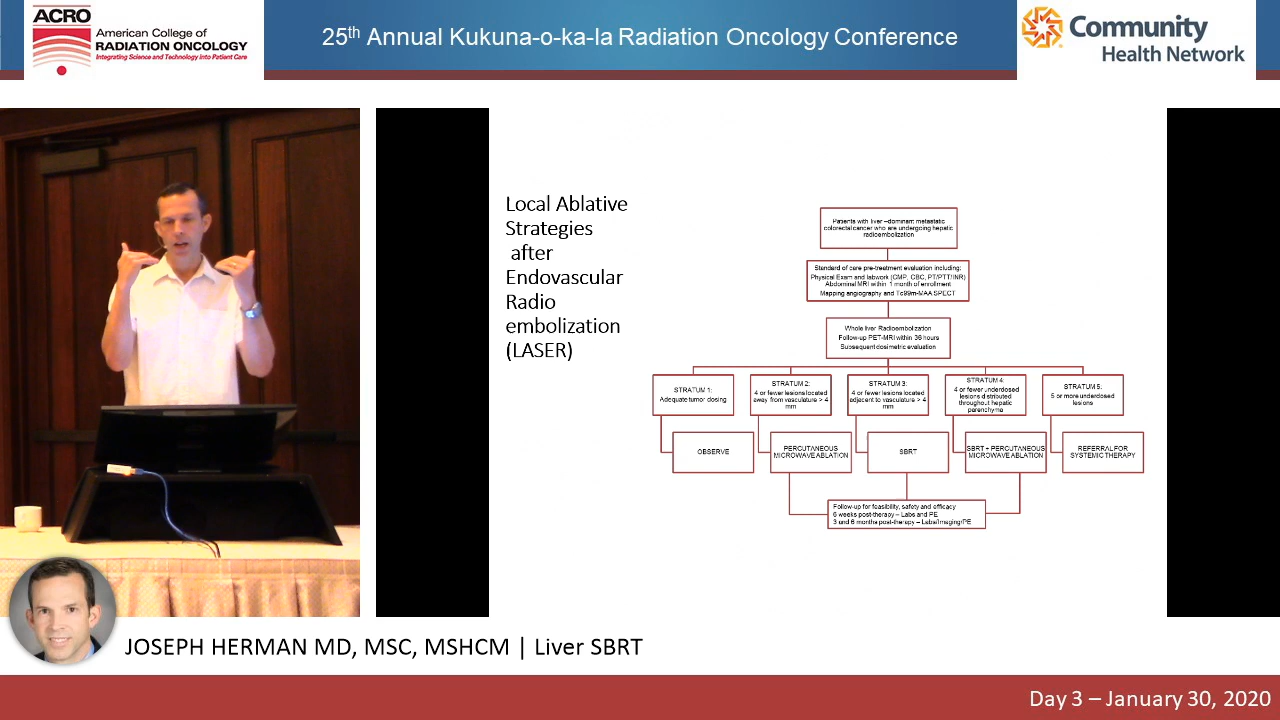 ACRO
American College of
RADIATION ONCOLOGY
Integrating Science and Technology into Patient Care
25th Annual Kukuna-o-ka-la Radiation Oncology Conference
Community
Health Network
Local Ablative
Strategies
after
Endovascular
Radio
embolization
(LASER)
Patients with liver –dominant metastatic
colorectal cancer who are undergoing hepatic
radioembolization
Standard of care pre-treatment evaluation including:
Physical Exam and labwork (CMP, CBC, PT/PTT/INR)
Abdominal MRI within 1 month of enrollment
Mapping angiography and Tc99m-MAA SPECT
Whole liver Radioembolization
Follow-up PET-MRI within 36 hours
Subsequent dosimetric evaluation
STRATUM 1:
Adequate tumor dosing
STRATUM 2:
4 or fewer lesions located
away from vasculature > 4
mm
STRATUM 3:
4 or fewer lesions located
adjacent to vasculature > 4
mm
STRATUM 4:
4 or fewer underdosed
lesions distributed
throughout hepatic
parenchyma
STRATUM 5:
5 or more underdosed
lesions
OBSERVE
PERCUTANEOUS
MICROWAVE ABLATION
SBRT
SBRT + PERCUTANEOUS
MICROWAVE ABLATION
REFERRAL FOR
SYSTEMIC THERAPY
Follow-up for feasibility, safety and efficacy
6 weeks post-therapy – Labs and PE
3 and 6 months post-therapy – Labs/Imaging/PE
JOSEPH HERMAN MD, MSC, MSHCM | Liver SBRT
Day 3 – January 30, 2020